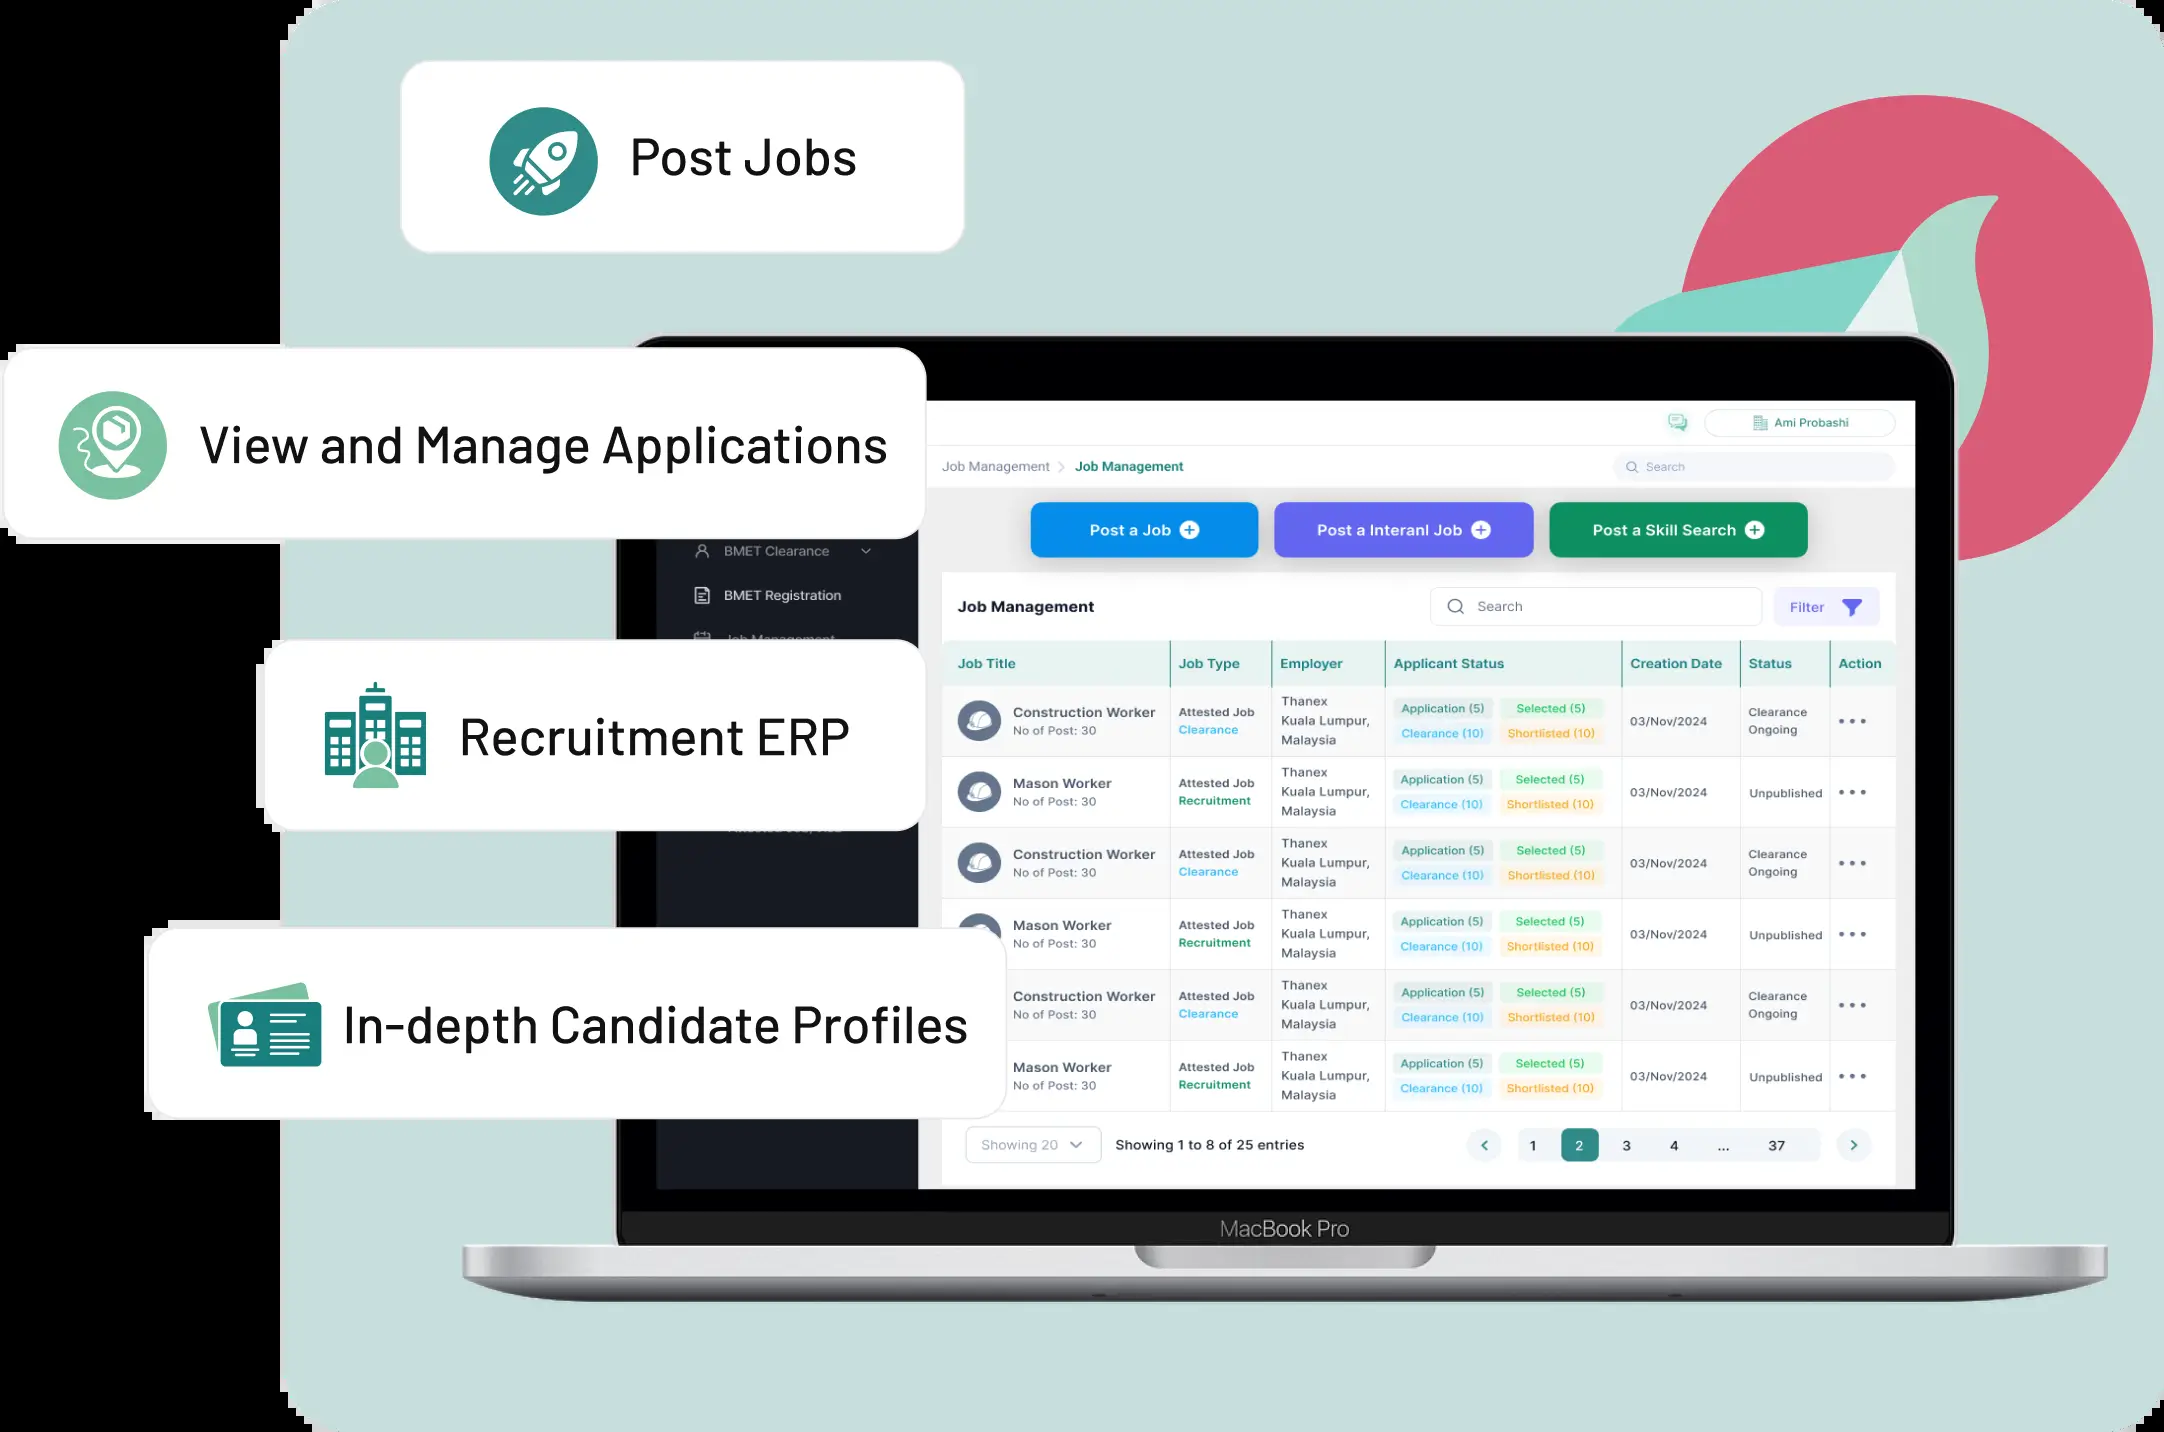 Post Jobs
View and Manage Applications
Recruitment ERP
In-depth Candidate Profiles
Ami Probashi
Job Management > Job Management
Search
Post a Job
Post a Interanl Job
Post a Skill Search
BMET Clearance
BMET Registration
Job Management
Job Management
Search
Filter
Job Title Job Type Employer Applicant Status Creation Date Status Action
Construction Worker
No of Post: 30
Attested Job
Clearance
Thanex
Kuala Lumpur,
Malaysia
Application (5) Selected (5)
Clearance (10) Shortlisted (10)
03/Nov/2024
Clearance
Ongoing
Mason Worker
No of Post: 30
Attested Job
Recruitment
Thanex
Kuala Lumpur,
Malaysia
Application (5) Selected (5)
Clearance (10) Shortlisted (10)
03/Nov/2024
Unpublished
Construction Worker
No of Post: 30
Attested Job
Clearance
Thanex
Kuala Lumpur,
Malaysia
Application (5) Selected (5)
Clearance (10) Shortlisted (10)
03/Nov/2024
Clearance
Ongoing
Mason Worker
No of Post: 30
Attested Job
Recruitment
Thanex
Kuala Lumpur,
Malaysia
Application (5) Selected (5)
Clearance (10) Shortlisted (10)
03/Nov/2024
Unpublished
Construction Worker
No of Post: 30
Attested Job
Clearance
Thanex
Kuala Lumpur,
Malaysia
Application (5) Selected (5)
Clearance (10) Shortlisted (10)
03/Nov/2024
Clearance
Ongoing
Mason Worker
No of Post: 30
Attested Job
Recruitment
Thanex
Kuala Lumpur,
Malaysia
Application (5) Selected (5)
Clearance (10) Shortlisted (10)
03/Nov/2024
Unpublished
Showing 20
Showing 1 to 8 of 25 entries
1 2 3 4 ... 37
MacBook Pro